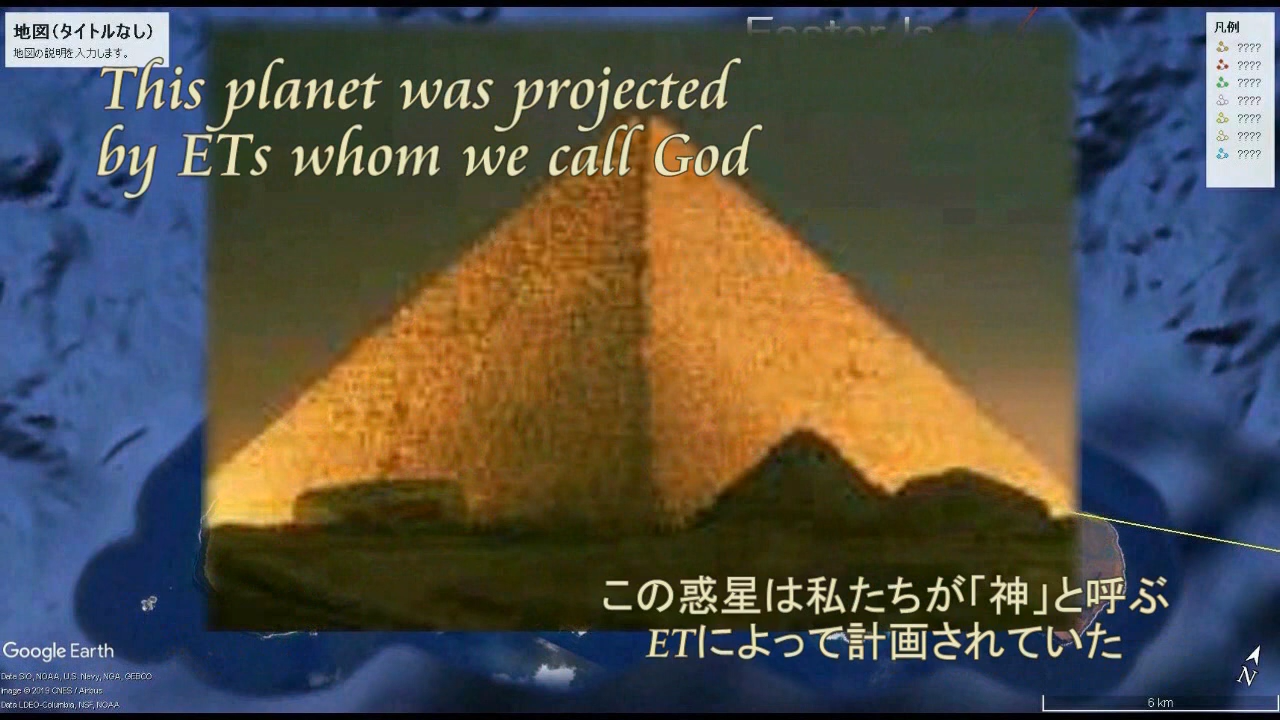 地図(タイトルなし)
地図の説明を入力します。
凡例
????
????
????
????
????
????
????
This planet was projected
by ETs whom we call God
この惑星は私たちが「神」と呼ぶ
ETによって計画されていた
Google Earth
Data SIO, NOAA, U.S. Navy, NGA, GEBCO
Image © 2019 CNES / Airbus
Data LDEO-Columbia, NSF, NOAA
N
6 km